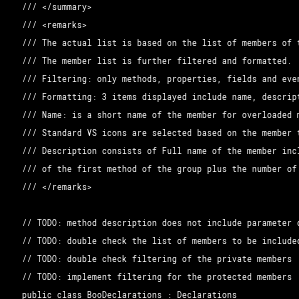 /// </summary>
/// <remarks>
/// The actual list is based on the list of members of
/// The member list is further filtered and formatted.
/// Filtering: only methods, properties, fields and
/// Formatting: 3 items displayed include name,
/// Name: is a short name of the member for overloaded
/// Standard VS icons are selected based on the member
/// Description consists of Full name of the member
/// of the first method of the group plus the number of
/// </remarks>
// TODO: method description does not include parameter
// TODO: double check the list of members to be included
// TODO: double check filtering of the private members
// TODO: implement filtering for the protected members
public class BooDeclarations : Declarations